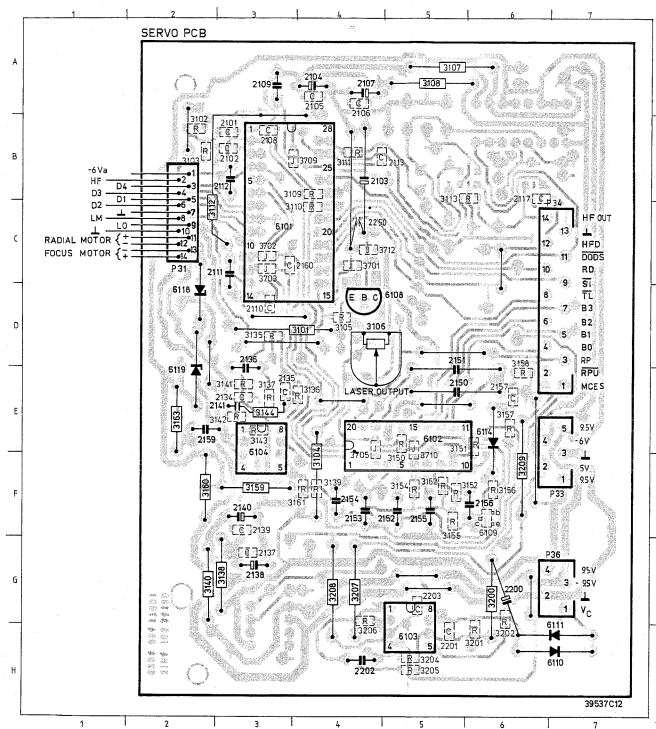 1 2 3 4 5 6 7
SERVO PCB
A
3107
2109 2104 2107 3108
2105 2106
3102 2101 2108
1 28
B
3103 2102 3709 3111 2113
25
-6Va 1
HF 2
D4 3
D3 4
D1 5
D2 6
LM 7
⊥ 8
LO 9
⊥ 10
RADIAL MOTOR {- 11
+ 12
FOCUS MOTOR {- 13
+ 14
P31
2112 5 2103
3109 3110
3112
3113 2117 P34
2250
C
6101 20
10 3702 2160 3712
3703 3701
2111
14 15
2110
6118
E B C 6108
14 HF OUT
13 ⊥
12 HFD
11 DODS
10 RD
9 SI
8 TL
7 B3
6 B2
5 B1
4 B0
3 RP
2 RPU
1 MCES
D
3101 3105 3106
3135
6119 2136 2151 3158
LASER OUTPUT
E
3141 3137 2135 3136 2150 2157
2134
2141 3144
3142
3163 2159
1 8
3143
6104
4 5
3104
20 15 11
6102
3705 3150 3710
1 5 10
3151 6114 3157
3209
5 9.5V
4 -6V
3 ⊥
2 5V
1 9.5V
P33
F
3160 3159 3161 3139 2154
3154 3162 3152 3156
2153 2152 2155 2156
3155 6109
c b e
2140
2139
G
2137
3140 3138 2138
3208 3207
2203
3200 2200
P36
4 9.5V
3 -9.5V
2 ⊥
1 VC
1 8
6103
4 5
3206 2201 3201 3202
6111
6110
H
2202 3204
3205
39537C12
1 2 3 4 5 6 7